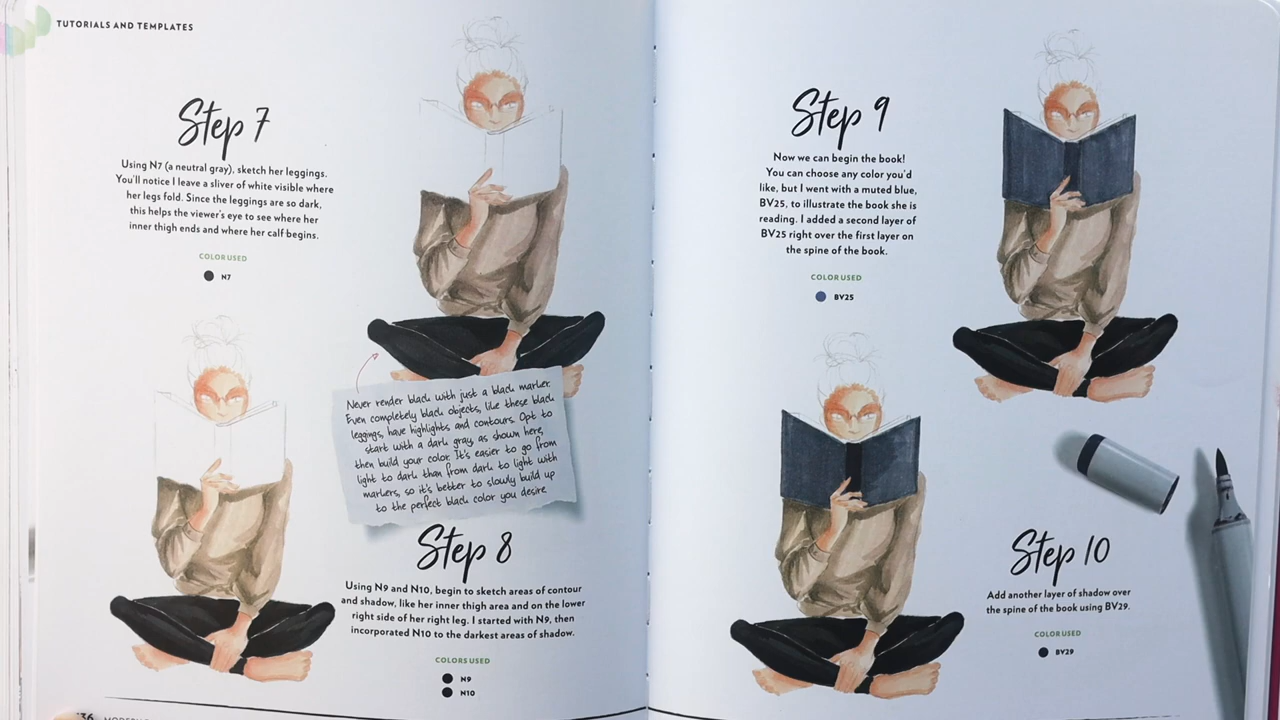 TUTORIALS AND TEMPLATES
Step 7
Using N7 (a neutral gray), sketch her leggings.
You'll notice I leave a sliver of white visible where
her legs fold. Since the leggings are so dark,
this helps the viewer's eye to see where her
inner thigh ends and where her calf begins.
COLOR USED
N7
Never render black with just a black marker.
Even completely black objects, like these black
leggings, have highlights and contours. Opt to
start with a dark gray, as shown here,
then build your color. It's easier to go from
light to dark than from dark to light with
markers, so it's better to slowly build up
to the perfect black color you desire
Step 8
Using N9 and N10, begin to sketch areas of contour
and shadow, like her inner thigh area and on the lower
right side of her right leg. I started with N9, then
incorporated N10 to the darkest areas of shadow.
COLORS USED
N9
N10
Step 9
Now we can begin the book!
You can choose any color you'd
like, but I went with a muted blue,
BV25, to illustrate the book she is
reading. I added a second layer of
BV25 right over the first layer on
the spine of the book.
COLOR USED
BV25
Step 10
Add another layer of shadow over
the spine of the book using BV29.
COLOR USED
BV29